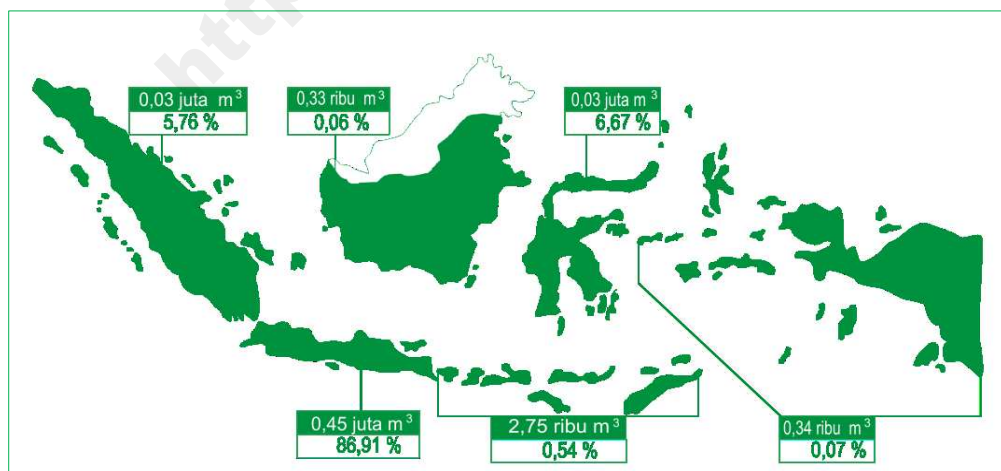 http
0,03 juta m³
5,76 %
0,33 ribu m³
0,06 %
0,03 juta m³
6,67 %
0,45 juta m³
86,91 %
2,75 ribu m³
0,54 %
0,34 ribu m³
0,07 %